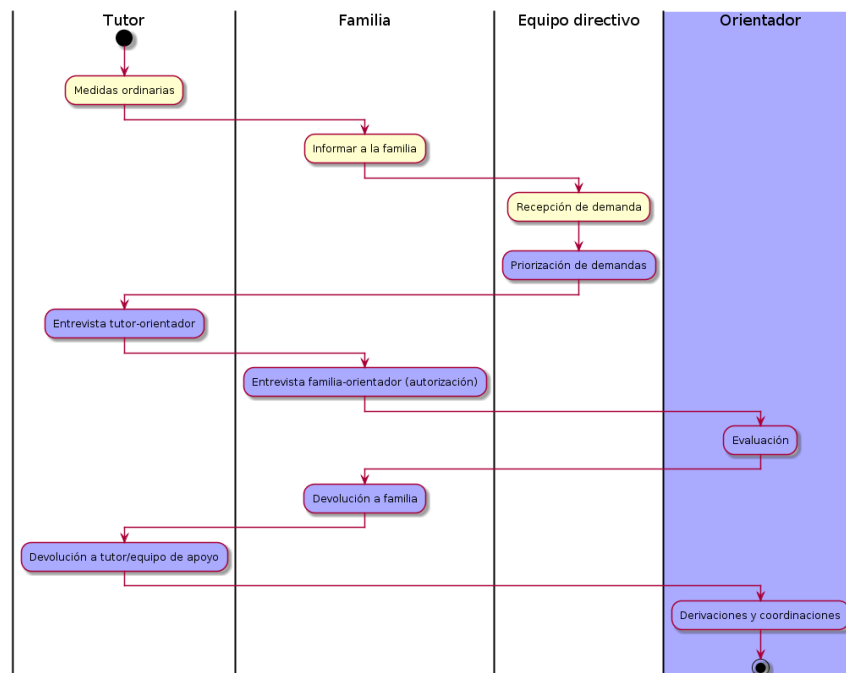 Tutor
Familia
Equipo directivo
Orientador
Medidas ordinarias
Informar a la familia
Recepción de demanda
Priorización de demandas
Entrevista tutor-orientador
Entrevista familia-orientador (autorización)
Evaluación
Devolución a familia
Devolución a tutor/equipo de apoyo
Derivaciones y coordinaciones